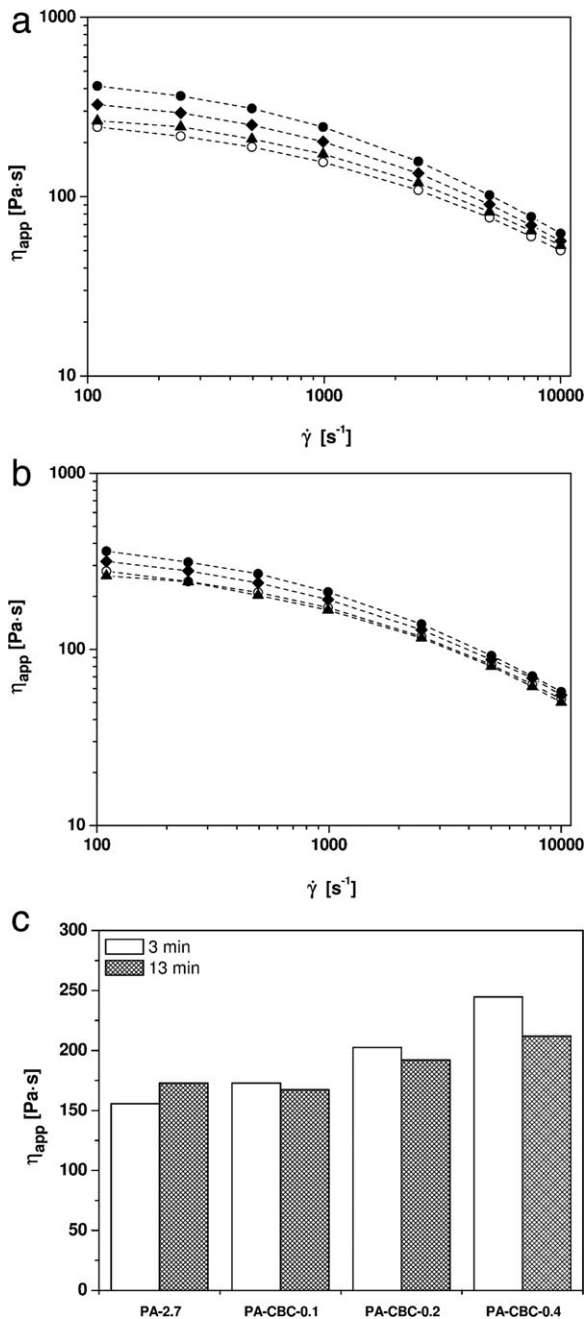 a
1000
100
10
η_app [Pa·s]
100 1000 10000
γ̇ [s⁻¹]
b
1000
100
10
η_app [Pa·s]
100 1000 10000
γ̇ [s⁻¹]
c
300
250
200
150
100
50
0
η_app [Pa·s]
3 min
13 min
PA-2.7 PA-CBC-0.1 PA-CBC-0.2 PA-CBC-0.4